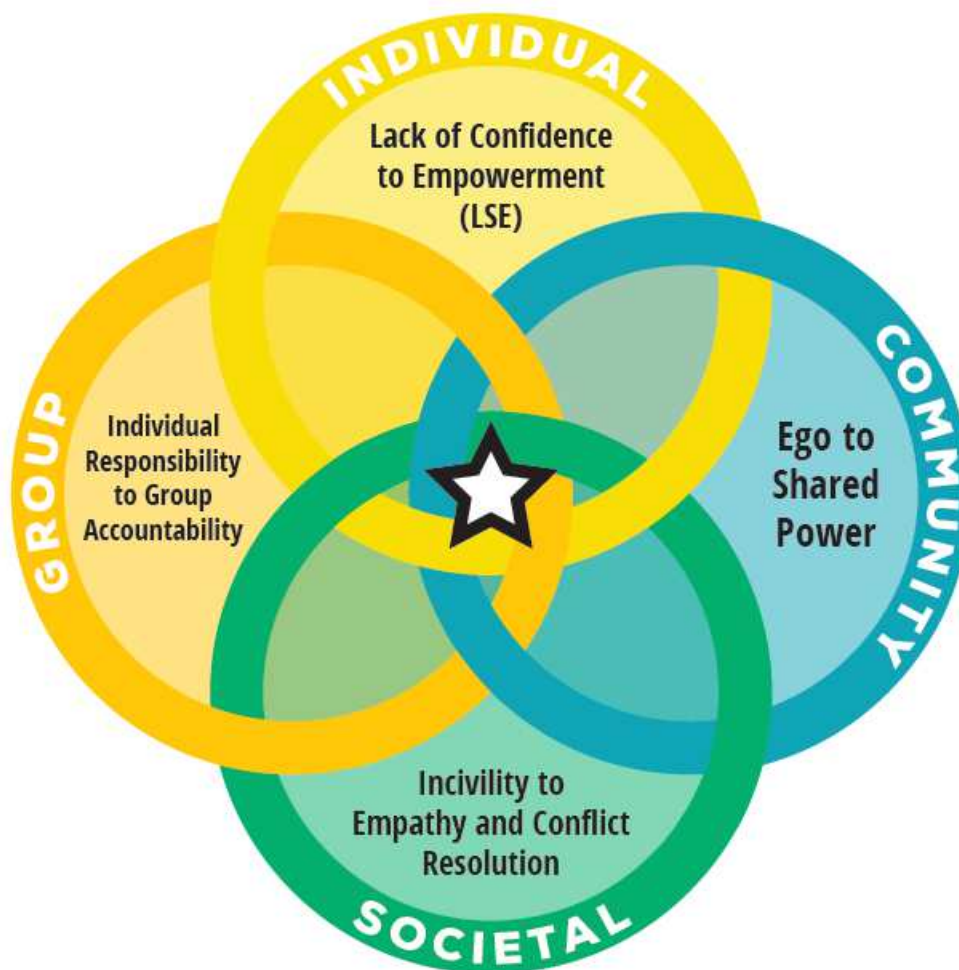 INDIVIDUAL
Lack of Confidence
to Empowerment
(LSE)
GROUP
Individual
Responsibility
to Group
Accountability
COMMUNITY
Ego to
Shared
Power
Incivility to
Empathy and Conflict
Resolution
SOCIETAL